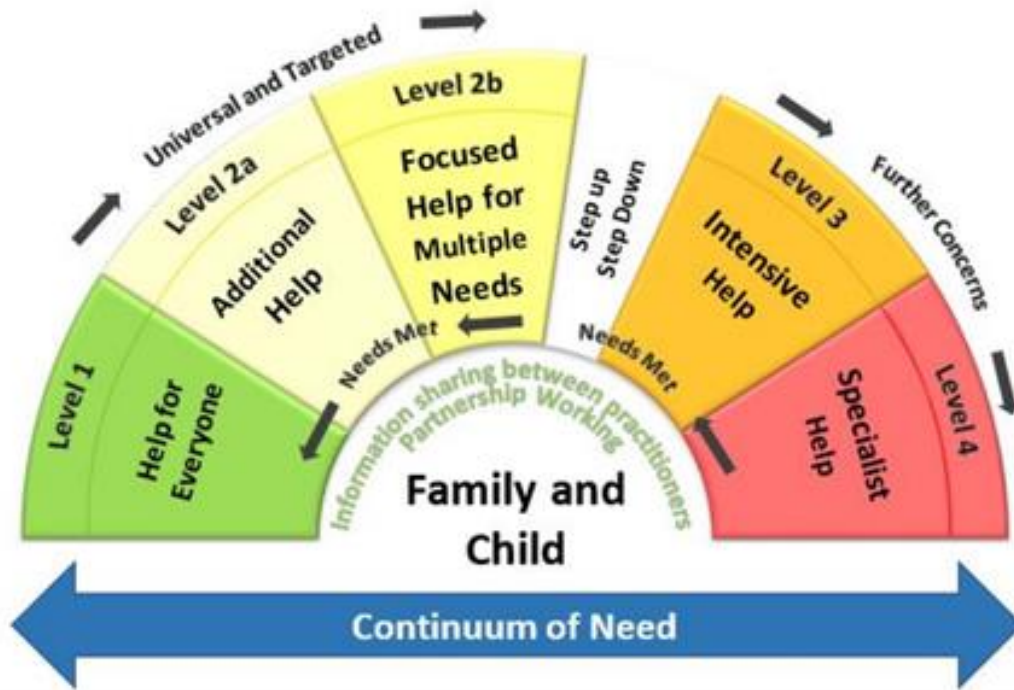 Universal and Targeted
Level 1
Help for
Everyone
Level 2a
Additional
Help
Level 2b
Focused
Help for
Multiple
Needs
Needs Met
Step up
Step Down
Level 3
Intensive
Help
Further Concerns
Needs Met
Level 4
Specialist
Help
Information sharing between practitioners
Partnership Working
Family and
Child
Continuum of Need